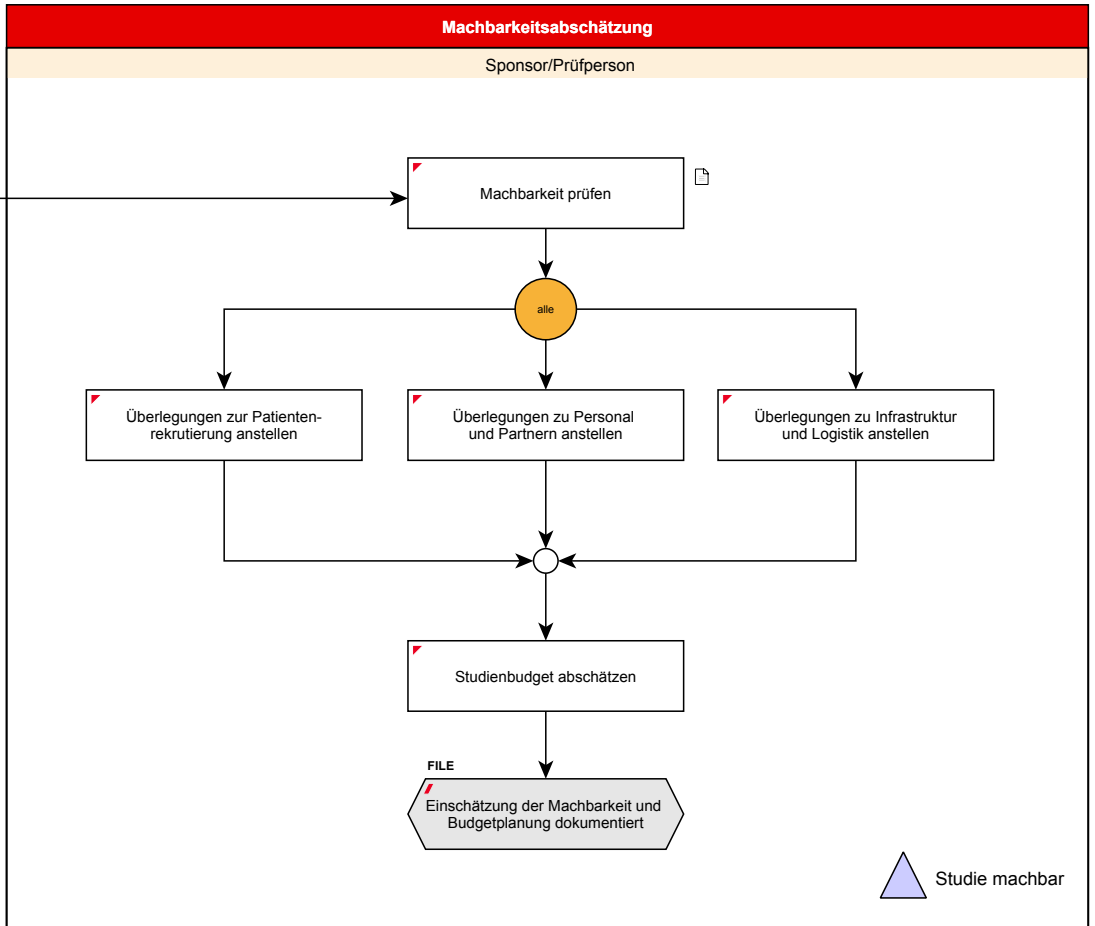 Machbarkeitsabschätzung
Sponsor/Prüfperson
Machbarkeit prüfen
alle
Überlegungen zur Patienten-
rekrutierung anstellen
Überlegungen zu Personal
und Partnern anstellen
Überlegungen zu Infrastruktur
und Logistik anstellen
Studienbudget abschätzen
FILE
Einschätzung der Machbarkeit und
Budgetplanung dokumentiert
Studie machbar